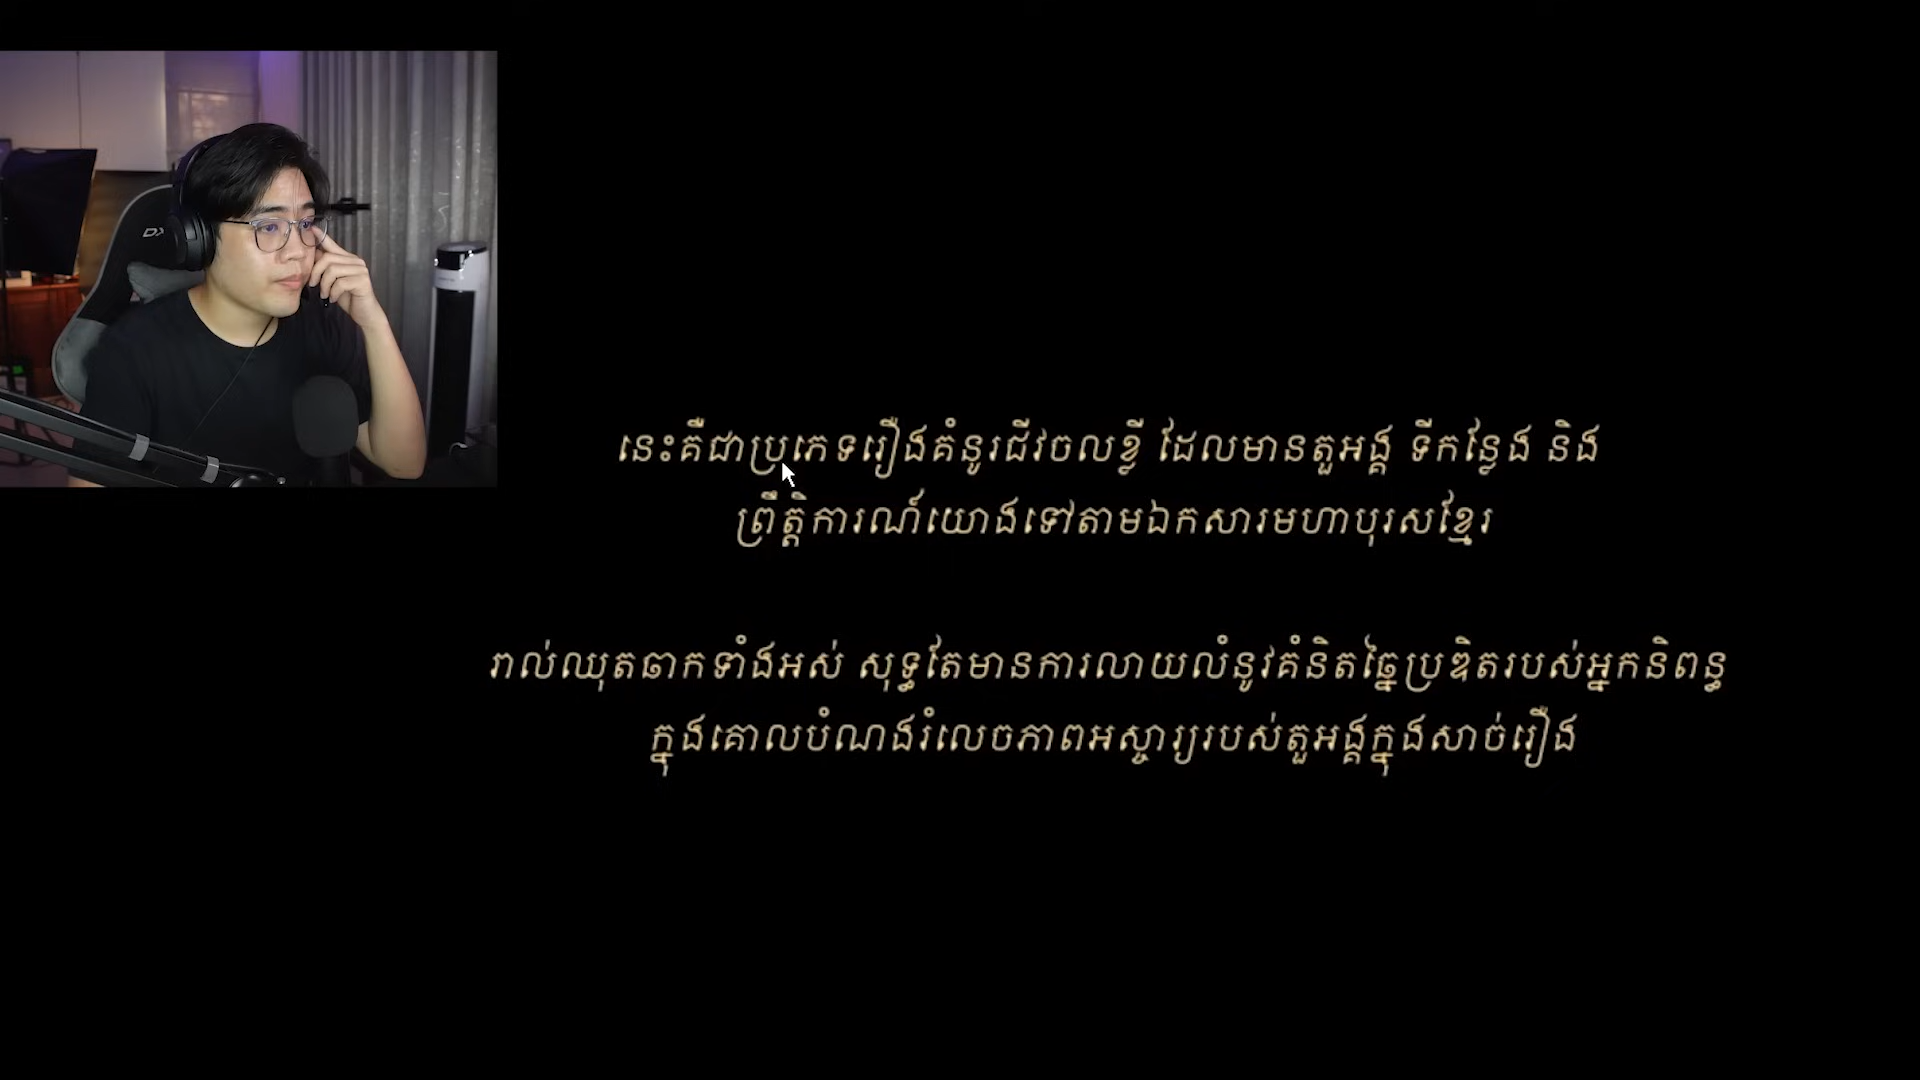 DX
នេះគឺជាប្រភេទរឿងគំនូរជីវចលខ្លី ដែលមានតួអង្គ ទីកន្លែង និង
ព្រឹត្តិការណ៍យោងទៅតាមឯកសារមហាបុរសខ្មែរ
រាល់ឈុតឆាកទាំងអស់ សុទ្ធតែមានការលាយលំនូវគំនិតច្នៃប្រឌិតរបស់អ្នកនិពន្ធ
ក្នុងគោលបំណងរំលេចភាពអស្ចារ្យរបស់តួអង្គក្នុងសាច់រឿង